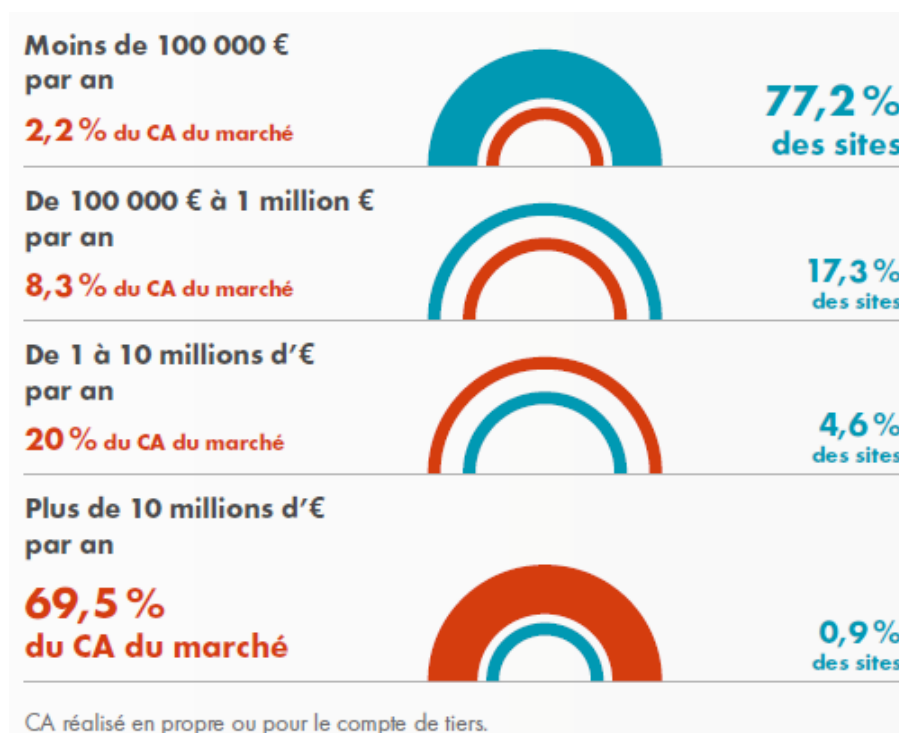 Moins de 100 000 €
par an
2,2 % du CA du marché
77,2 %
des sites
De 100 000 € à 1 million €
par an
8,3 % du CA du marché
17,3 %
des sites
De 1 à 10 millions d’€
par an
20 % du CA du marché
4,6 %
des sites
Plus de 10 millions d’€
par an
69,5 %
du CA du marché
0,9 %
des sites
CA réalisé en propre ou pour le compte de tiers.